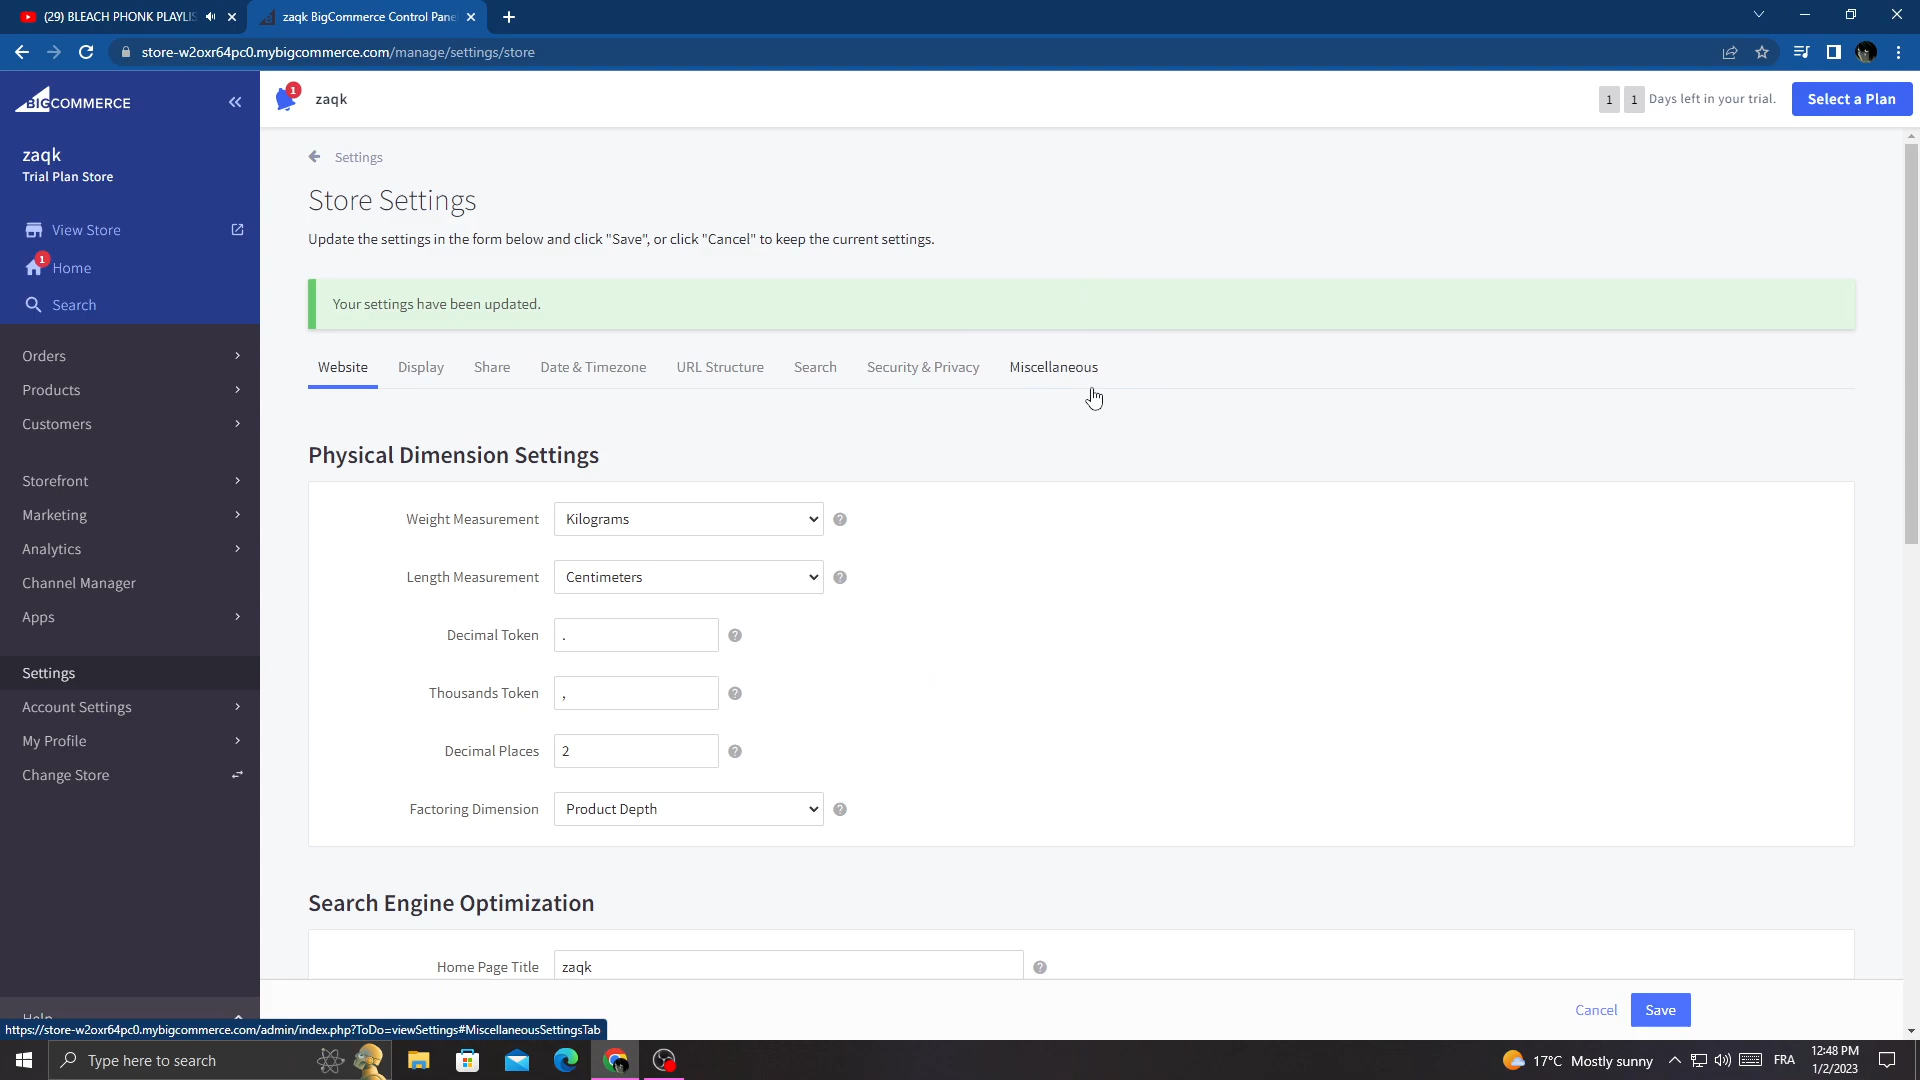 (29) BLEACH PHONK PLAYLIS
zaqk BigCommerce Control Pane
store-w2oxr64pc0.mybigcommerce.com/manage/settings/store
BIGCOMMERCE
1
zaqk
1 1 Days left in your trial.
Select a Plan
zaqk
Trial Plan Store
View Store
1
Home
Search
Orders
Products
Customers
Storefront
Marketing
Analytics
Channel Manager
Apps
Settings
Account Settings
My Profile
Change Store
Help
Settings
Store Settings
Update the settings in the form below and click "Save", or click "Cancel" to keep the current settings.
Your settings have been updated.
Website Display Share Date & Timezone URL Structure Search Security & Privacy Miscellaneous
Physical Dimension Settings
Weight Measurement Kilograms ?
Length Measurement Centimeters ?
Decimal Token . ?
Thousands Token , ?
Decimal Places 2 ?
Factoring Dimension Product Depth ?
Search Engine Optimization
Home Page Title zaqk ?
Cancel Save
https://store-w2oxr64pc0.mybigcommerce.com/admin/index.php?ToDo=viewSettings#MiscellaneousSettingsTab
Type here to search
17°C Mostly sunny
FRA
12:48 PM
1/2/2023